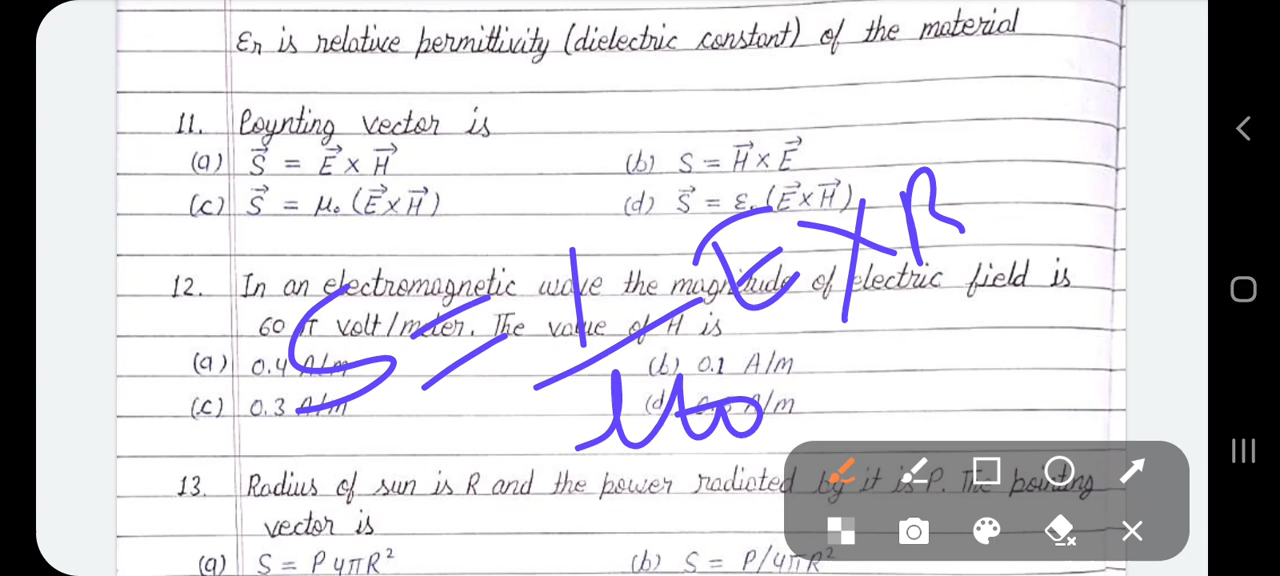 εr is relative permittivity (dielectric constant) of the material
11. Poynting vector is
(a) S⃗ = E⃗ × H⃗ (b) S = H⃗ × E⃗
(c) S⃗ = μ₀ (E⃗×H⃗) (d) S⃗ = ε₀ (E⃗×H⃗)
12. In an electromagnetic wave the magnitude of electric field is
60 π volt/meter. The value of H is
(a) 0.4 A/m (b) 0.1 A/m
(c) 0.3 A/m (d) A/m
S = 1/μ₀ E ×
13. Radius of sun is R and the power radiated by it is P. The pointing
vector is
(a) S = P 4πR² (b) S = P/4πR²